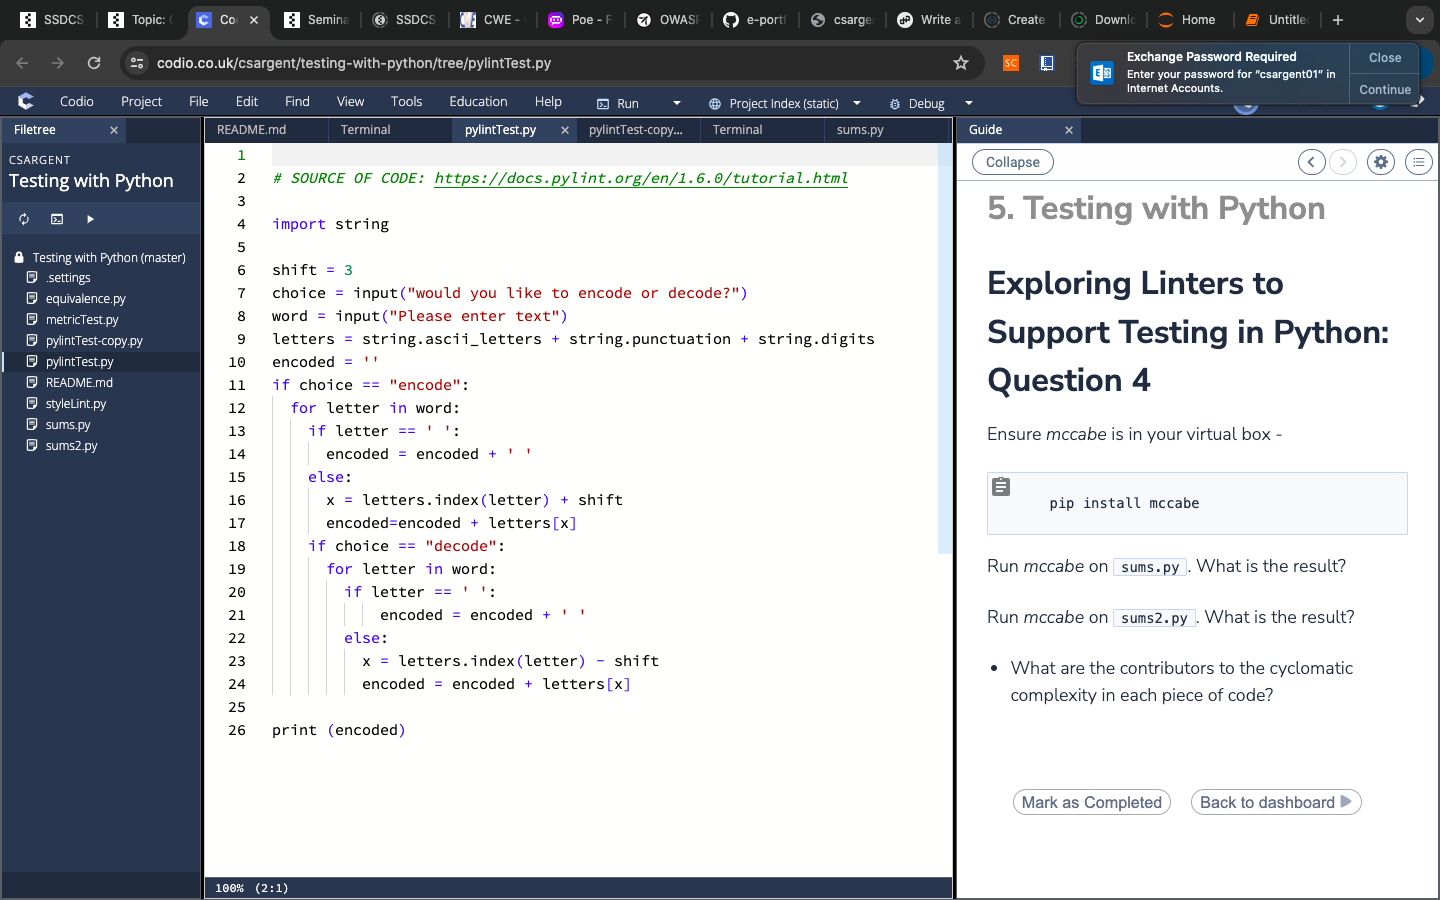 SSDCS
Topic:
Co
Semina
SSDCS
CWE -
Poe - F
OWAS
e-portf
csarge
Write a
Create
Downlo
Home
Untitle
codio.co.uk/csargent/testing-with-python/tree/pylintTest.py
SC
Exchange Password Required
Enter your password for "csargent01" in
Internet Accounts.
Close
Continue
Codio Project File Edit Find View Tools Education Help Run Project Index (static) Debug
Filetree
README.md
Terminal
pylintTest.py
pylintTest-copy...
Terminal
sums.py
Guide
CSARGENT
Testing with Python
Testing with Python (master)
.settings
equivalence.py
metricTest.py
pylintTest-copy.py
pylintTest.py
README.md
styleLint.py
sums.py
sums2.py
1
2 # SOURCE OF CODE: https://docs.pylint.org/en/1.6.0/tutorial.html
3
4 import string
5
6 shift = 3
7 choice = input("would you like to encode or decode?")
8 word = input("Please enter text")
9 letters = string.ascii_letters + string.punctuation + string.digits
10 encoded = ''
11 if choice == "encode":
12 for letter in word:
13 if letter == ' ':
14 encoded = encoded + ' '
15 else:
16 x = letters.index(letter) + shift
17 encoded=encoded + letters[x]
18 if choice == "decode":
19 for letter in word:
20 if letter == ' ':
21 encoded = encoded + ' '
22 else:
23 x = letters.index(letter) - shift
24 encoded = encoded + letters[x]
25
26 print (encoded)
100% (2:1)
Collapse
5. Testing with Python
Exploring Linters to
Support Testing in Python:
Question 4
Ensure mccabe is in your virtual box -
pip install mccabe
Run mccabe on sums.py. What is the result?
Run mccabe on sums2.py. What is the result?
• What are the contributors to the cyclomatic
complexity in each piece of code?
Mark as Completed
Back to dashboard